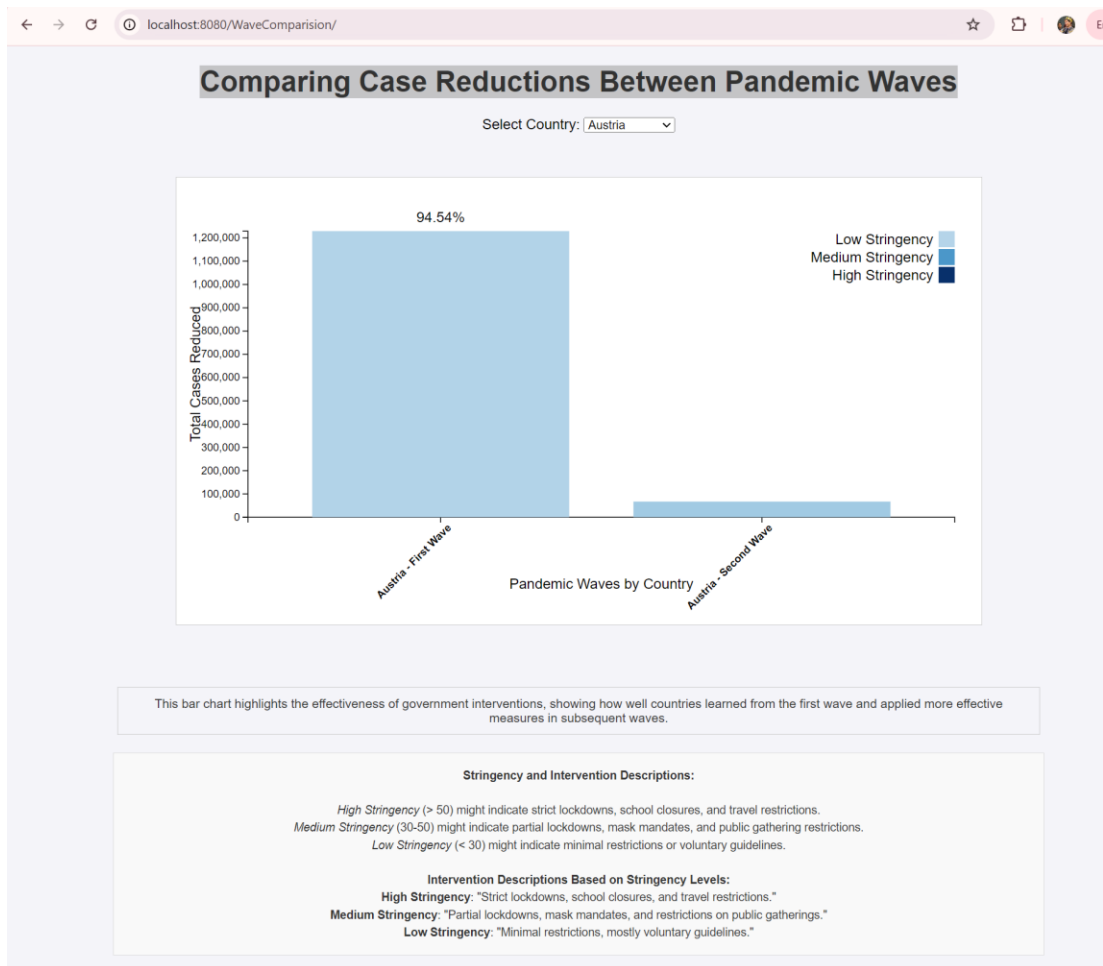 localhost:8080/WaveComparision/
Comparing Case Reductions Between Pandemic Waves
Select Country: Austria
94.54%
Low Stringency
Medium Stringency
High Stringency
1,200,000
1,100,000
1,000,000
900,000
800,000
700,000
600,000
500,000
400,000
300,000
200,000
100,000
0
Total Cases Reduced
Austria - First Wave
Austria - Second Wave
Pandemic Waves by Country
This bar chart highlights the effectiveness of government interventions, showing how well countries learned from the first wave and applied more effective
measures in subsequent waves.
Stringency and Intervention Descriptions:
High Stringency (> 50) might indicate strict lockdowns, school closures, and travel restrictions.
Medium Stringency (30-50) might indicate partial lockdowns, mask mandates, and public gathering restrictions.
Low Stringency (< 30) might indicate minimal restrictions or voluntary guidelines.
Intervention Descriptions Based on Stringency Levels:
High Stringency: "Strict lockdowns, school closures, and travel restrictions."
Medium Stringency: "Partial lockdowns, mask mandates, and restrictions on public gatherings."
Low Stringency: "Minimal restrictions, mostly voluntary guidelines."